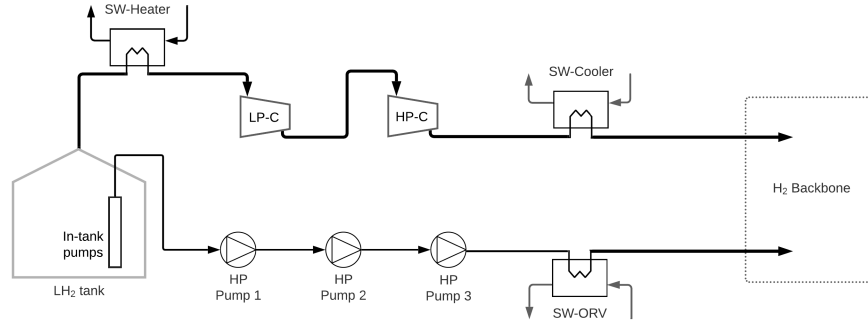 SW-Heater
LP-C
HP-C
SW-Cooler
H₂ Backbone
In-tank
pumps
LH₂ tank
HP
Pump 1
HP
Pump 2
HP
Pump 3
SW-ORV